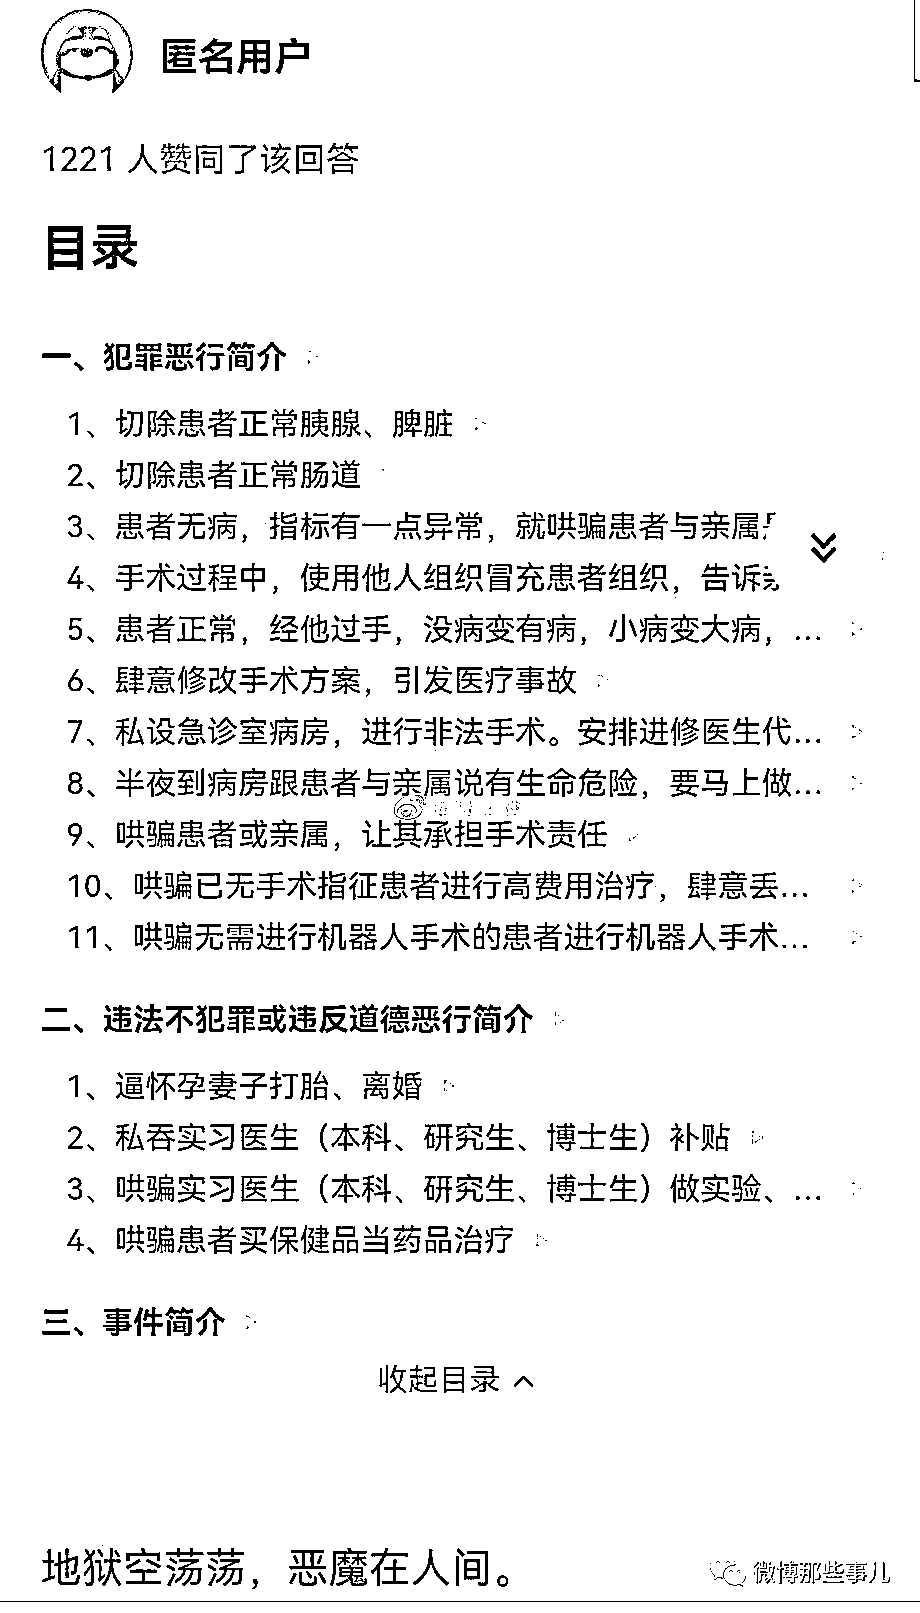 匿名用户
1221 人赞同了该回答
目录
一、犯罪恶行简介
1、切除患者正常胰腺、脾脏
2、切除患者正常肠道
3、患者无病，指标有一点异常，就哄骗患者与亲属
4、手术过程中，使用他人组织冒充患者组织，告诉
5、患者正常，经他过手，没病变有病，小病变大病，...
6、肆意修改手术方案，引发医疗事故
7、私设急诊室病房，进行非法手术。安排进修医生代...
8、半夜到病房跟患者与亲属说有生命危险，要马上做...
9、哄骗患者或亲属，让其承担手术责任
10、哄骗已无手术指征患者进行高费用治疗，肆意丢...
11、哄骗无需进行机器人手术的患者进行机器人手术...
二、违法不犯罪或违反道德恶行简介
1、逼怀孕妻子打胎、离婚
2、私吞实习医生（本科、研究生、博士生）补贴
3、哄骗实习医生（本科、研究生、博士生）做实验、...
4、哄骗患者买保健品当药品治疗
三、事件简介
收起目录
地狱空荡荡，恶魔在人间。
微博那些事儿